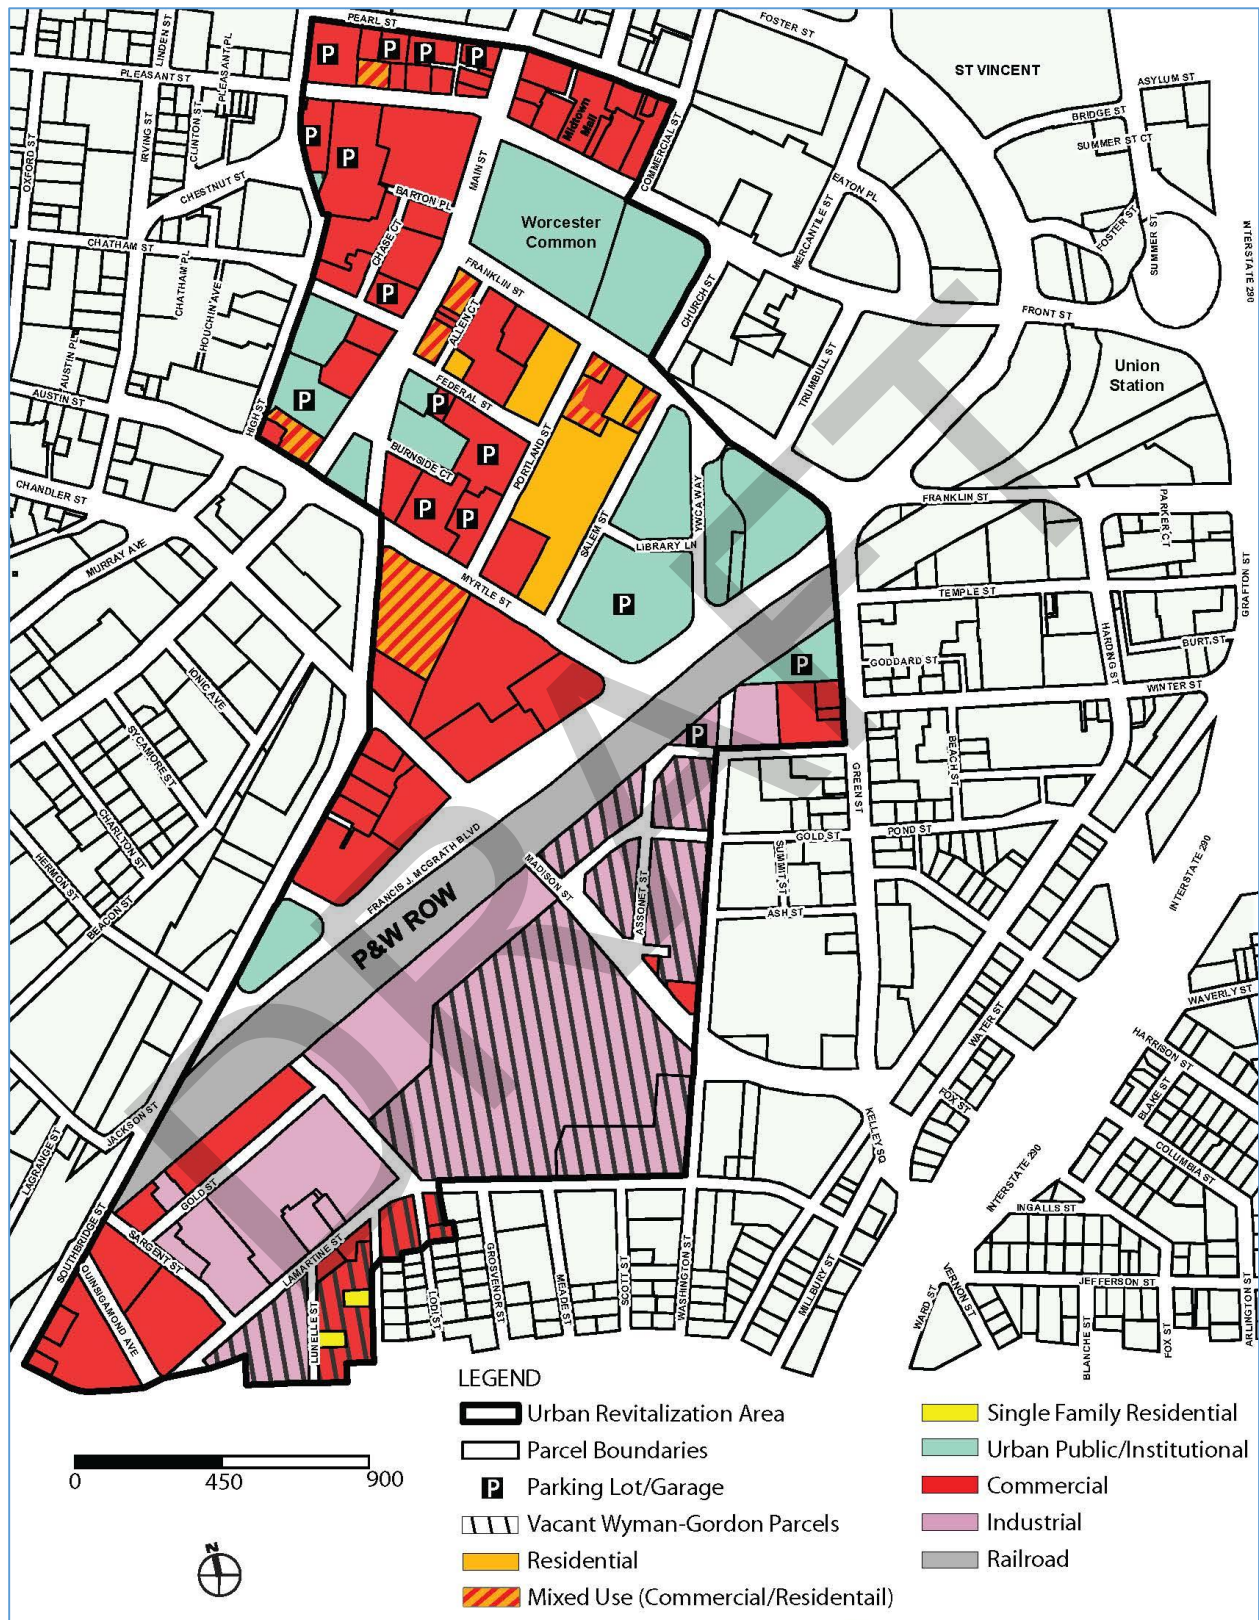 PEARL ST
FOSTER ST
LINDEN ST
PLEASANT PL
PLEASANT ST
ST VINCENT
ASYLUM ST
BRIDGE ST
SUMMER ST CT
P
P
P
P
Midtown
Mall
OXFORD ST
IRVING ST
CLINTON ST
P
P
MAIN ST
COMMERCIAL ST
EATON PL
CHESTNUT ST
BARTON PL
Worcester
Common
MERCANTILE ST
FOSTER ST
SUMMER ST
CHATHAM ST
CHATHAM PL
HOUCHIN AVE
CHASE CT
P
FRANKLIN ST
CHURCH ST
FRONT ST
ALLEN CT
TRUMBULL ST
Union
Station
AUSTIN PL
AUSTIN ST
HIGH ST
P
FEDERAL ST
P
P
BURNSIDE CT
PORTLAND ST
P
P
CHANDLER ST
YWCA WAY
FRANKLIN ST
PARKER CT
SALEM ST
LIBRARY LN
MURRAY AVE
MYRTLE ST
P
TEMPLE ST
HARDING ST
GRAFTON ST
BURT ST
GODDARD ST
P
WINTER ST
IONIC AVE
SYCAMORE ST
P
BEACH ST
GREEN ST
CHARLTON ST
GOLD ST
POND ST
INTERSTATE 290
HERMON ST
BEACON ST
FRANCIS J. MCGRATH BLVD
MADISON ST
SUMMIT ST
ASSONET ST
ASH ST
P&W ROW
WAVERLY ST
WATER ST
HARRISON ST
BLAKE ST
FOX ST
JACKSON ST
LAGRANGE ST
KELLEY SQ
COLUMBIA ST
INTERSTATE 290
GOLD ST
INGALLS ST
SOUTHBRIDGE ST
SARGENT ST
LAMARTINE ST
QUINSIGAMOND AVE
LUNELLE ST
LODI ST
GROSVENOR ST
MEADE ST
SCOTT ST
WASHINGTON ST
MILLBURY ST
WARD ST
VERNON ST
JEFFERSON ST
BLANCHE ST
FOX ST
ARLINGTON ST
DRAFT
LEGEND
Urban Revitalization Area
Parcel Boundaries
P Parking Lot/Garage
Vacant Wyman-Gordon Parcels
Residential
Mixed Use (Commercial/Residentail)
Single Family Residential
Urban Public/Institutional
Commercial
Industrial
Railroad
0 450 900
N